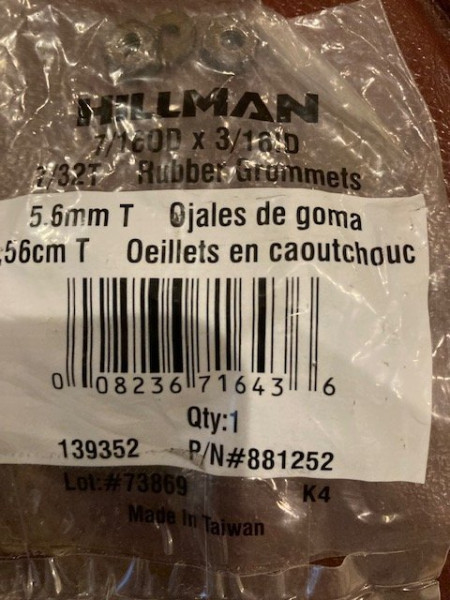 HILLMAN
7/16OD x 3/16ID
/32T Rubber Grommets
5.6mm T Ojales de goma
.56cm T Oeillets en caoutchouc
0 08236 71643 6
Qty:1
139352 P/N#881252
Lot:#73869 K4
Made In Taiwan